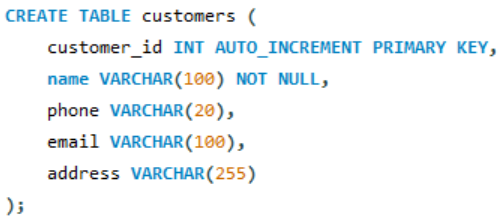 CREATE TABLE customers (
    customer_id INT AUTO_INCREMENT PRIMARY KEY,
    name VARCHAR(100) NOT NULL,
    phone VARCHAR(20),
    email VARCHAR(100),
    address VARCHAR(255)
);